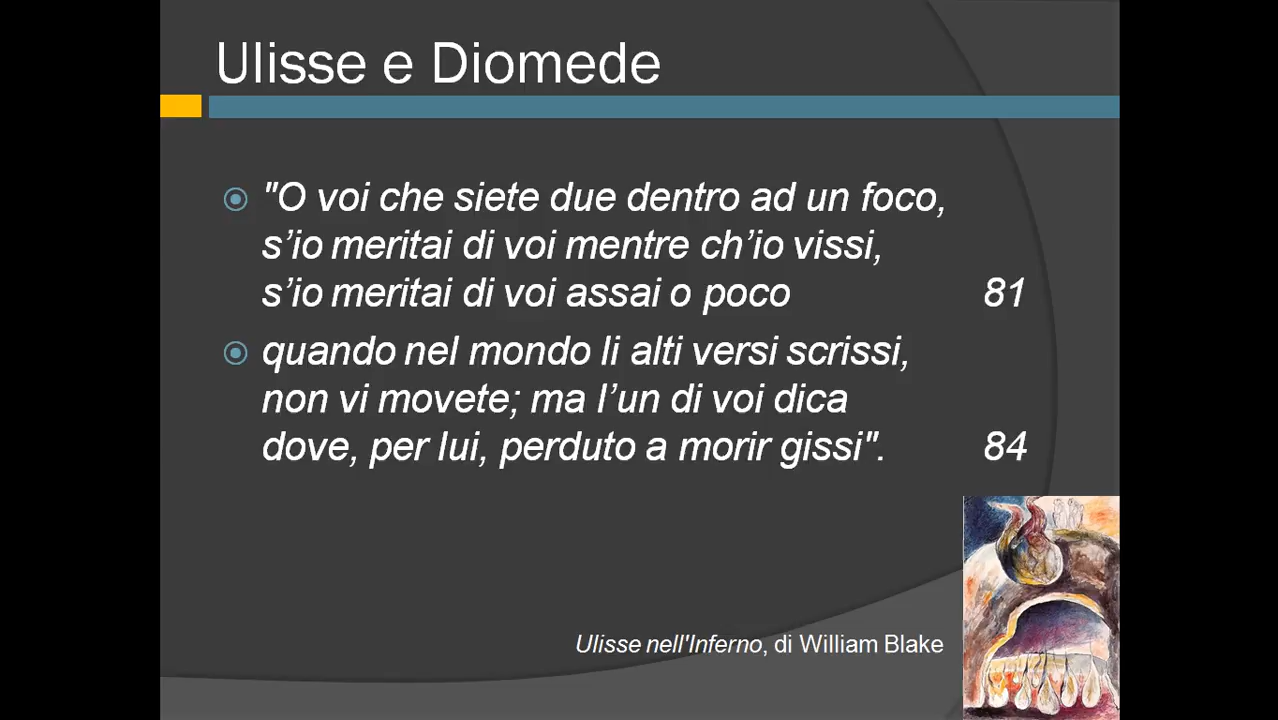 Ulisse e Diomede
"O voi che siete due dentro ad un foco,
s’io meritai di voi mentre ch’io vissi,
s’io meritai di voi assai o poco 81
quando nel mondo li alti versi scrissi,
non vi movete; ma l’un di voi dica
dove, per lui, perduto a morir gissi". 84
Ulisse nell'Inferno, di William Blake